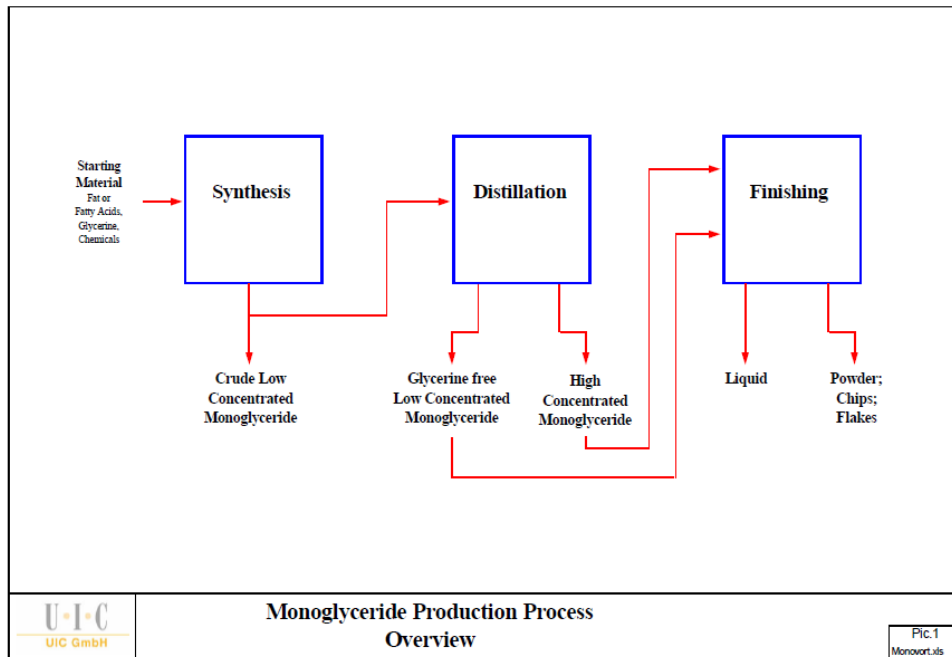 Starting
Material
Fat or
Fatty Acids,
Glycerine,
Chemicals
Synthesis
Distillation
Finishing
Crude Low
Concentrated
Monoglyceride
Glycerine free
Low Concentrated
Monoglyceride
High
Concentrated
Monoglyceride
Liquid
Powder;
Chips;
Flakes
U·I·C
UIC GmbH
Monoglyceride Production Process
Overview
Pic.1
Monovort.xls